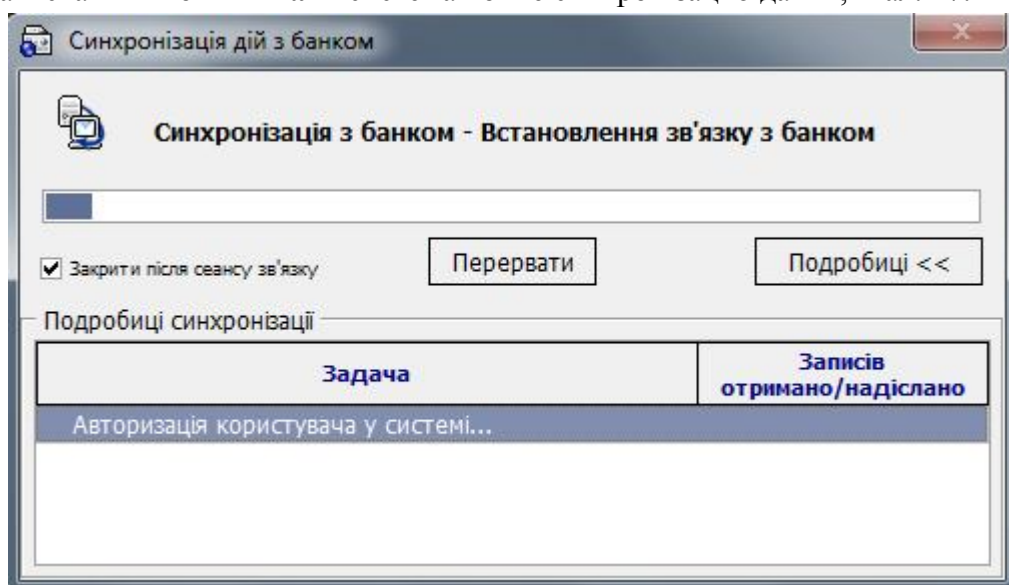 Синхронізація дій з банком
Синхронізація з банком - Встановлення зв'язку з банком
Закрити після сеансу зв'язку
Перервати
Подробиці <<
Подробиці синхронізації
Задача
Записів
отримано/надіслано
Авторизація користувача у системі...